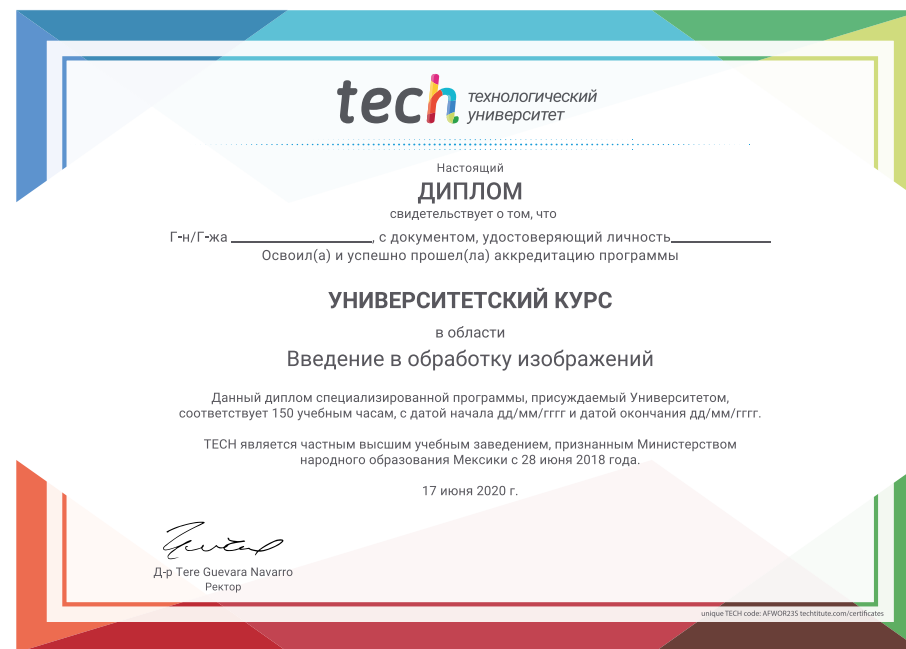 tech технологический
университет
Настоящий
ДИПЛОМ
свидетельствует о том, что
Г-н/Г-жа , с документом, удостоверяющий личность
Освоил(а) и успешно прошел(ла) аккредитацию программы
УНИВЕРСИТЕТСКИЙ КУРС
в области
Введение в обработку изображений
Данный диплом специализированной программы, присуждаемый Университетом,
соответствует 150 учебным часам, с датой начала дд/мм/гггг и датой окончания дд/мм/гггг.
TECH является частным высшим учебным заведением, признанным Министерством
народного образования Мексики с 28 июня 2018 года.
17 июня 2020 г.
Д-р Tere Guevara Navarro
Ректор
unique TECH code: AFWOR23S techtitute.com/certificates